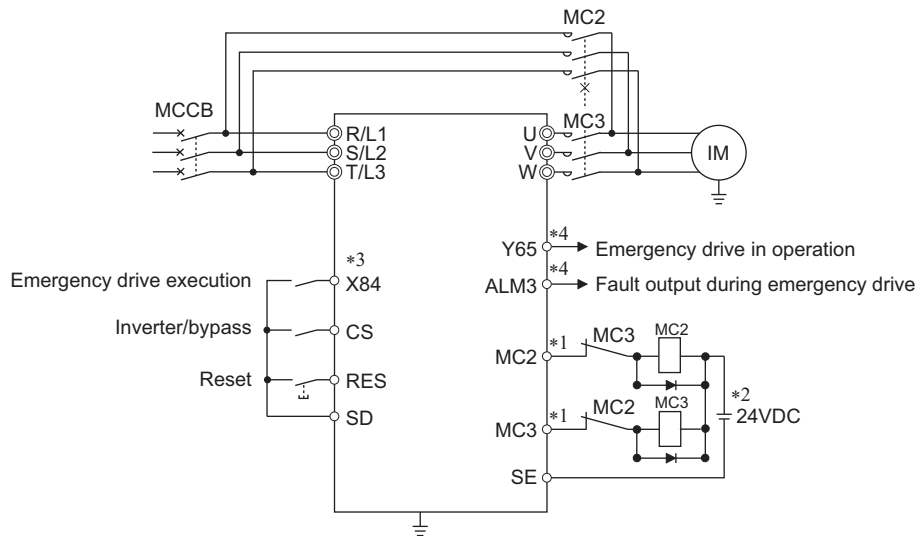 MC2
MCCB
MC3
R/L1
S/L2
T/L3
U
V
W
IM
*3
Emergency drive execution
X84
Inverter/bypass
CS
Reset
RES
SD
Y65
*4
Emergency drive in operation
ALM3
*4
Fault output during emergency drive
MC2
*1
MC3
MC2
MC3
*1
MC2
MC3
*2
24VDC
SE